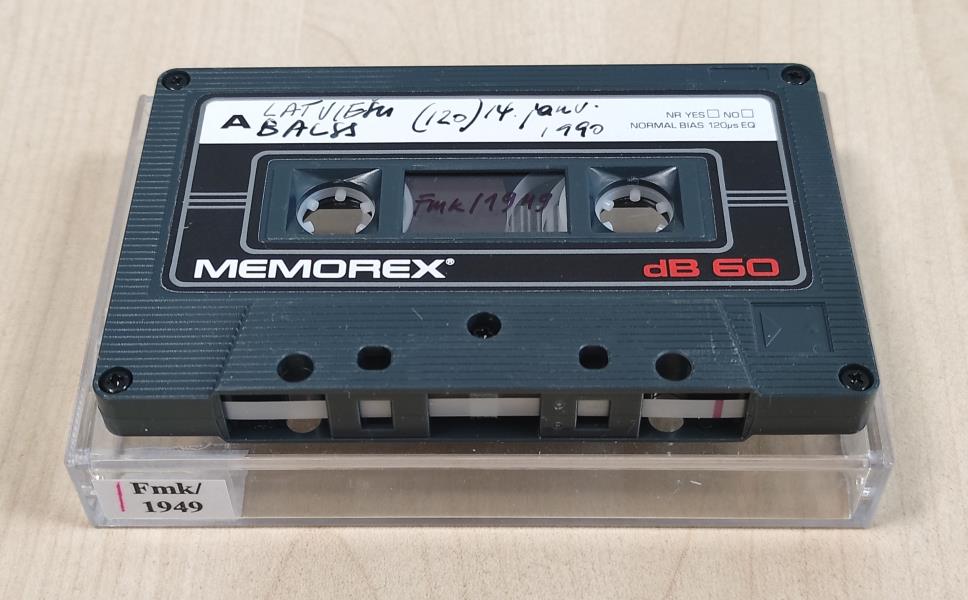 A LATVIEŠU (120) 14. janv.
BALSS 1990
NR YES NO
NORMAL BIAS 120µs EQ
Fmk/1949
MEMOREX® dB 60
Fmk/
1949